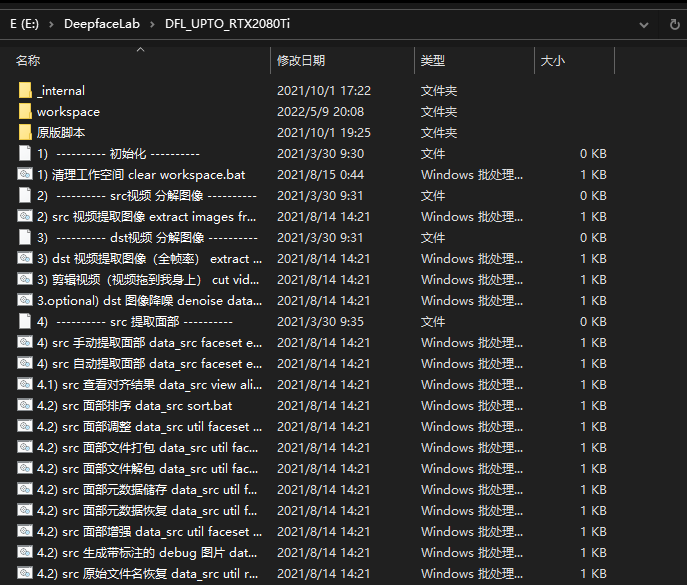 E (E:) > DeepfaceLab > DFL_UPTO_RTX2080Ti
名称 修改日期 类型 大小
_internal 2021/10/1 17:22 文件夹
workspace 2022/5/9 20:08 文件夹
原版脚本 2021/10/1 19:25 文件夹
1) ---------- 初始化 ---------- 2021/3/30 9:30 文件 0 KB
1) 清理工作空间 clear workspace.bat 2021/8/15 0:44 Windows 批处理... 1 KB
2) ---------- src视频 分解图像 ---------- 2021/3/30 9:31 文件 0 KB
2) src 视频提取图像 extract images fr... 2021/8/14 14:21 Windows 批处理... 1 KB
3) ---------- dst视频 分解图像 ---------- 2021/3/30 9:31 文件 0 KB
3) dst 视频提取图像（全帧率） extract ... 2021/8/14 14:21 Windows 批处理... 1 KB
3) 剪辑视频（视频拖到我身上） cut vid... 2021/8/14 14:21 Windows 批处理... 1 KB
3.optional) dst 图像降噪 denoise data... 2021/8/14 14:21 Windows 批处理... 1 KB
4) ---------- src 提取面部 ---------- 2021/3/30 9:35 文件 0 KB
4) src 手动提取面部 data_src faceset e... 2021/8/14 14:21 Windows 批处理... 1 KB
4) src 自动提取面部 data_src faceset e... 2021/8/14 14:21 Windows 批处理... 1 KB
4.1) src 查看对齐结果 data_src view ali... 2021/8/14 14:21 Windows 批处理... 1 KB
4.2) src 面部排序 data_src sort.bat 2021/8/14 14:21 Windows 批处理... 1 KB
4.2) src 面部调整 data_src util faceset ... 2021/8/14 14:21 Windows 批处理... 1 KB
4.2) src 面部文件打包 data_src util fac... 2021/8/14 14:21 Windows 批处理... 1 KB
4.2) src 面部文件解包 data_src util fac... 2021/8/14 14:21 Windows 批处理... 1 KB
4.2) src 面部元数据储存 data_src util f... 2021/8/14 14:21 Windows 批处理... 1 KB
4.2) src 面部元数据恢复 data_src util f... 2021/8/14 14:21 Windows 批处理... 1 KB
4.2) src 面部增强 data_src util faceset ... 2021/8/14 14:21 Windows 批处理... 1 KB
4.2) src 生成带标注的 debug 图片 dat... 2021/8/14 14:21 Windows 批处理... 1 KB
4.2) src 原始文件名恢复 data_src util r... 2021/8/14 14:21 Windows 批处理... 1 KB